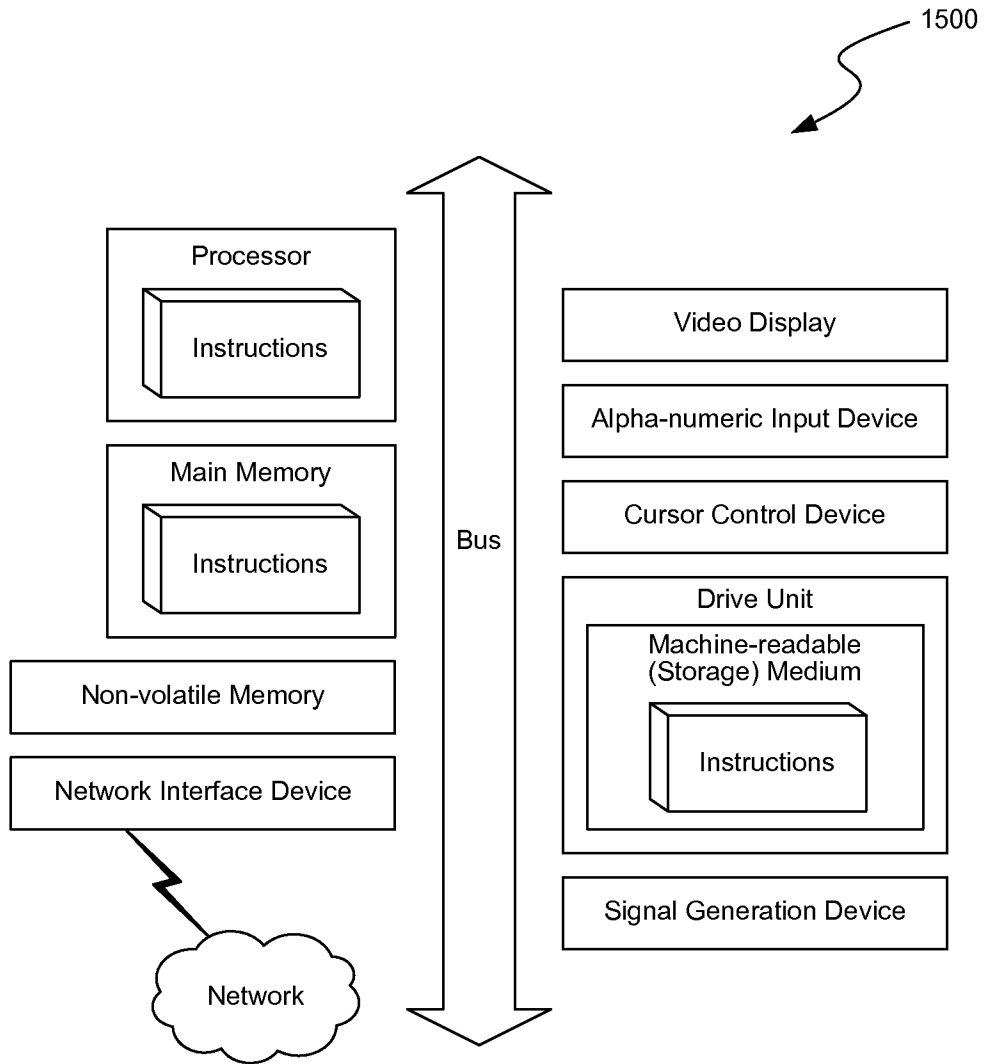 1500
Processor
Instructions
Main Memory
Instructions
Non-volatile Memory
Network Interface Device
Network
Bus
Video Display
Alpha-numeric Input Device
Cursor Control Device
Drive Unit
Machine-readable
(Storage) Medium
Instructions
Signal Generation Device